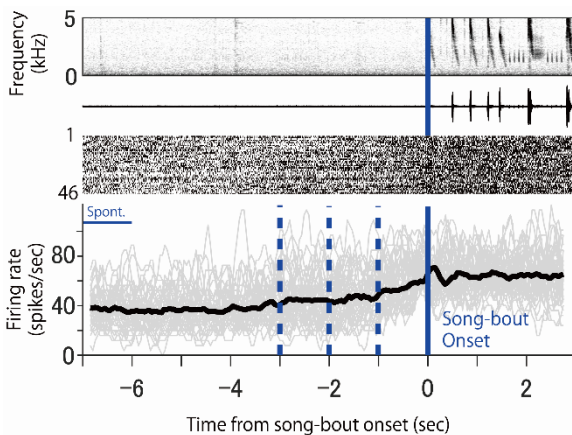 Frequency
(kHz)
5
0
1
46
Spont.
Firing rate
(spikes/sec)
80
40
0
Song-bout
Onset
-6
-4
-2
0
2
Time from song-bout onset (sec)